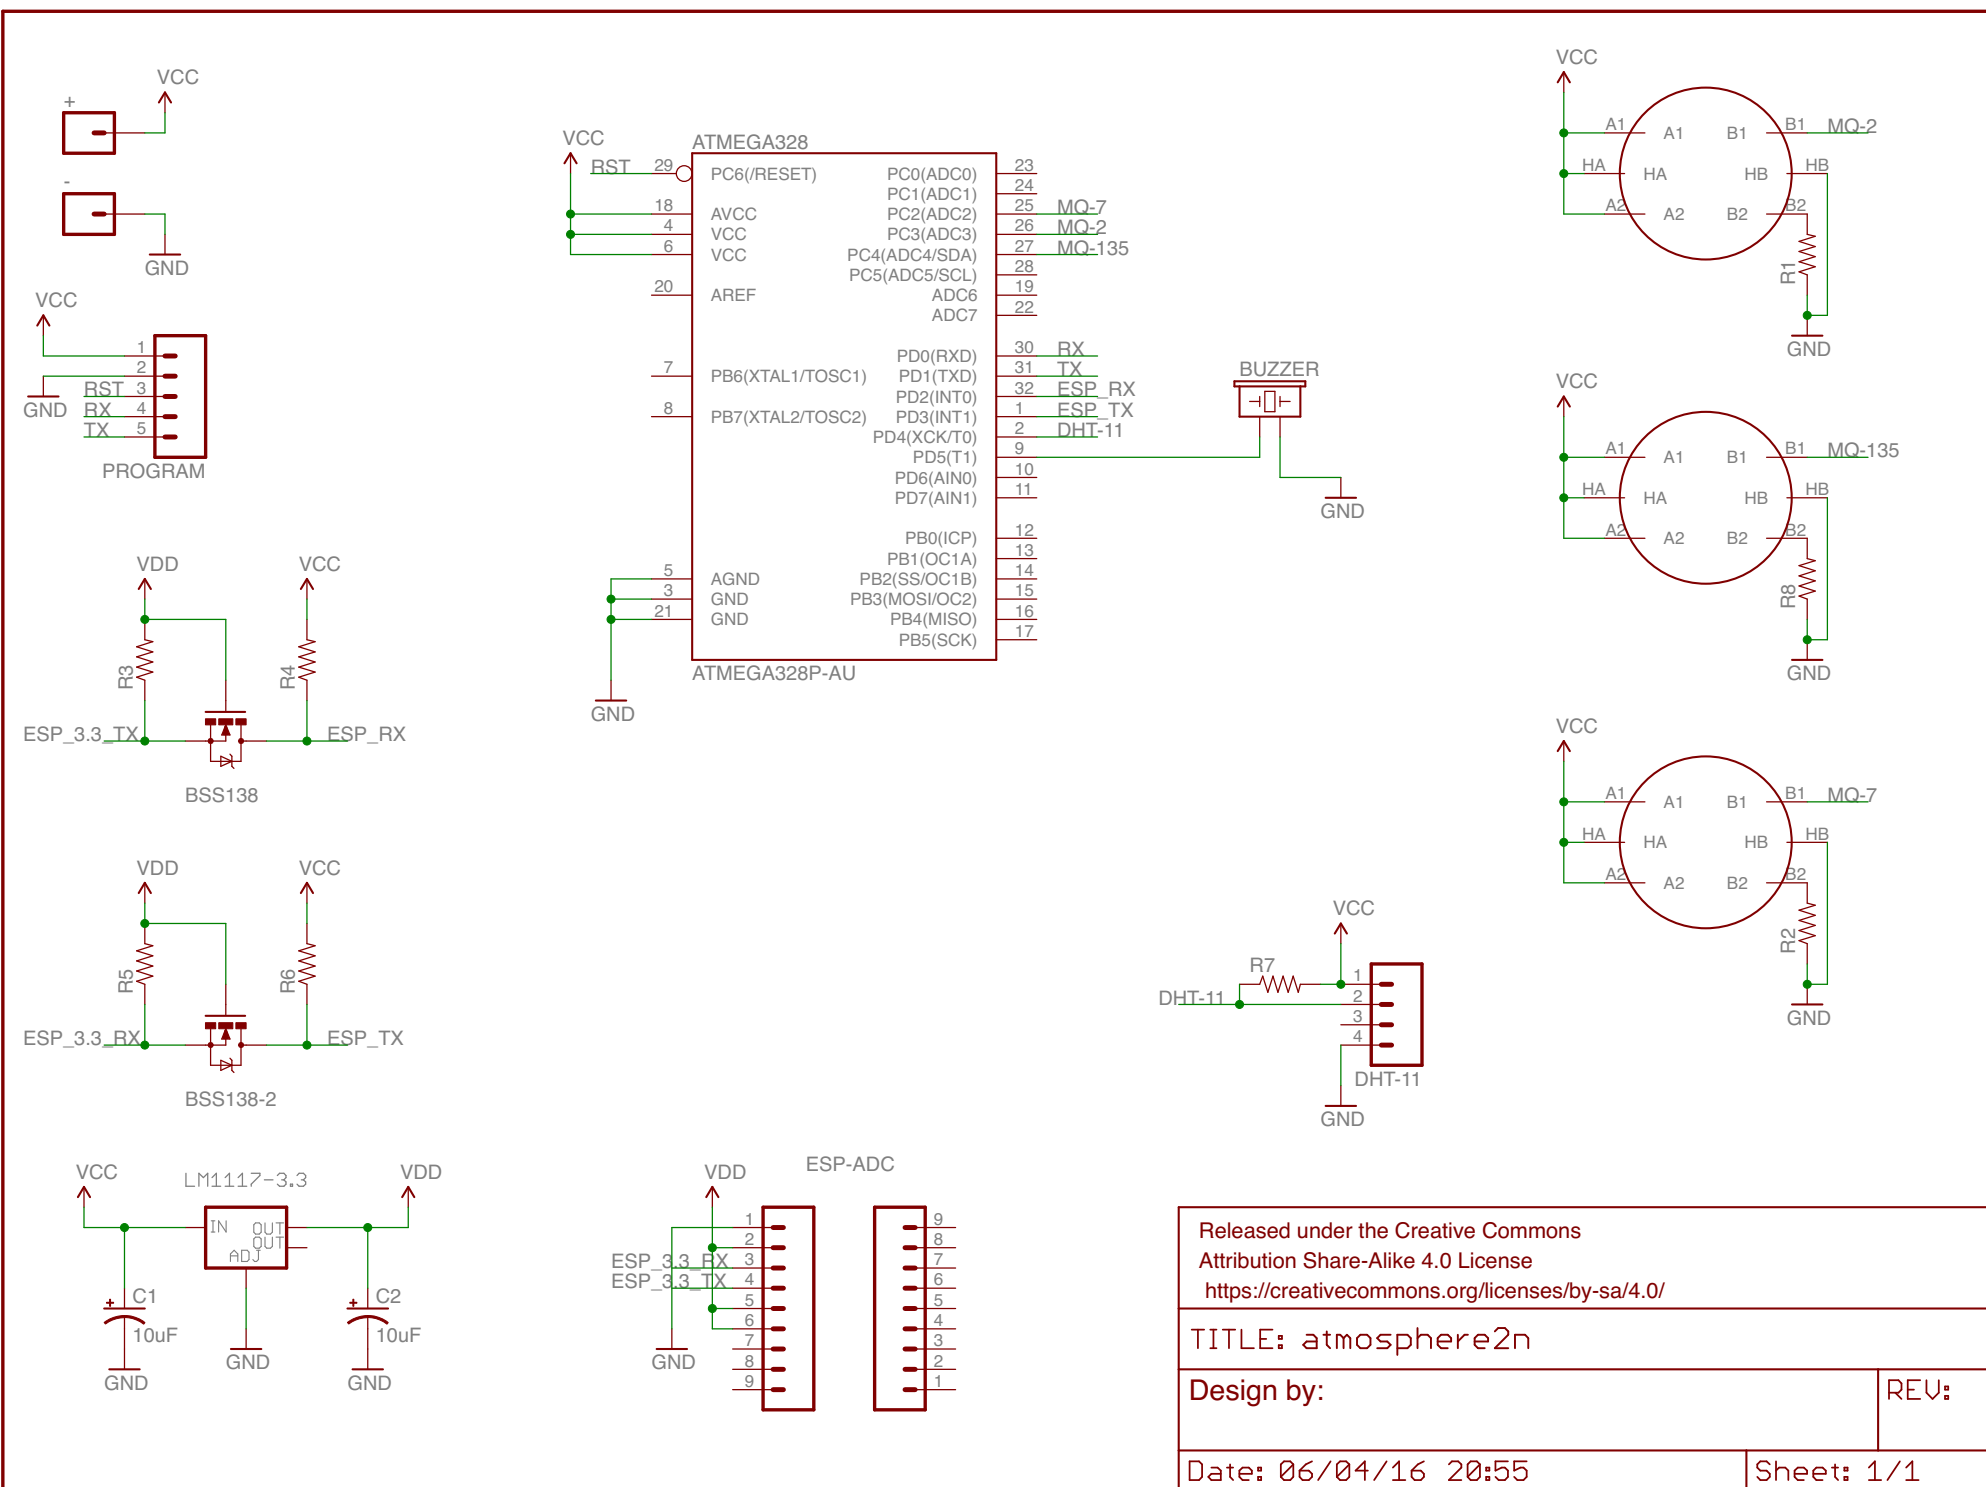 VCC
+
-
GND
VCC
1
2
RST 3
RX 4
TX 5
GND
PROGRAM
VDD
VCC
R3
R4
ESP_3.3_TX
ESP_RX
BSS138
VDD
VCC
R5
R6
ESP_3.3_RX
ESP_TX
BSS138-2
VCC
LM1117-3.3
VDD
IN
OUT
OUT
ADJ
+
C1
10uF
+
C2
10uF
GND
GND
GND
VCC
ATMEGA328
RST 29 PC6(/RESET)
18 AVCC
4 VCC
6 VCC
20 AREF
7 PB6(XTAL1/TOSC1)
8 PB7(XTAL2/TOSC2)
5 AGND
3 GND
21 GND
GND
PC0(ADC0) 23
PC1(ADC1) 24
PC2(ADC2) 25 MQ-7
PC3(ADC3) 26 MQ-2
PC4(ADC4/SDA) 27 MQ-135
PC5(ADC5/SCL) 28
ADC6 19
ADC7 22
PD0(RXD) 30 RX
PD1(TXD) 31 TX
PD2(INT0) 32 ESP_RX
PD3(INT1) 1 ESP_TX
PD4(XCK/T0) 2 DHT-11
PD5(T1) 9
PD6(AIN0) 10
PD7(AIN1) 11
PB0(ICP) 12
PB1(OC1A) 13
PB2(SS/OC1B) 14
PB3(MOSI/OC2) 15
PB4(MISO) 16
PB5(SCK) 17
ATMEGA328P-AU
BUZZER
GND
VCC
A1 A1 B1 B1 MQ-2
HA HA HB HB
A2 A2 B2 B2
R1
GND
VCC
A1 A1 B1 B1 MQ-135
HA HA HB HB
A2 A2 B2 B2
R8
GND
VCC
A1 A1 B1 B1 MQ-7
HA HA HB HB
A2 A2 B2 B2
R2
GND
VCC
R7
DHT-11
1
2
3
4
DHT-11
GND
VDD
ESP-ADC
1
2
ESP_3.3_RX 3
ESP_3.3_TX 4
5
6
7
8
9
GND
9
8
7
6
5
4
3
2
1
Released under the Creative Commons
Attribution Share-Alike 4.0 License
https://creativecommons.org/licenses/by-sa/4.0/
TITLE: atmosphere2n
Design by:
REV:
Date: 06/04/16 20:55
Sheet: 1/1